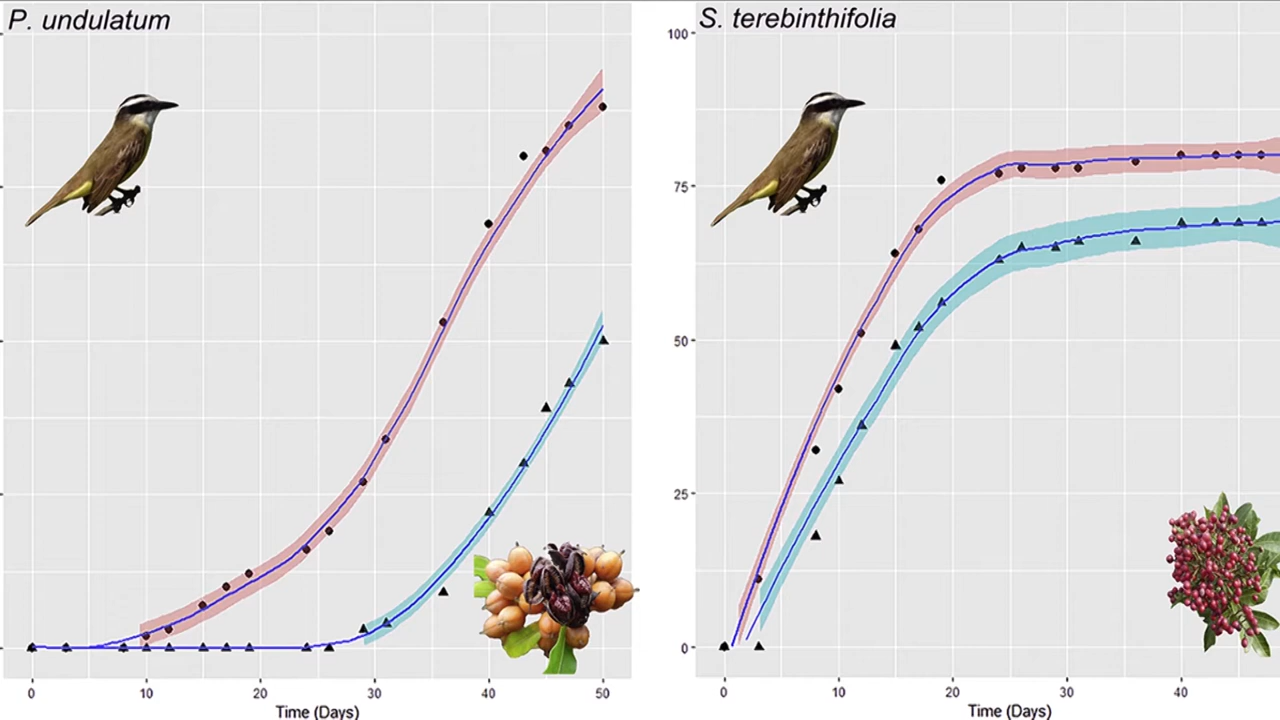 P. undulatum
S. terebinthifolia
100
75
50
25
0
0 10 20 30 40 50
0 10 20 30 40
Time (Days)
Time (Days)